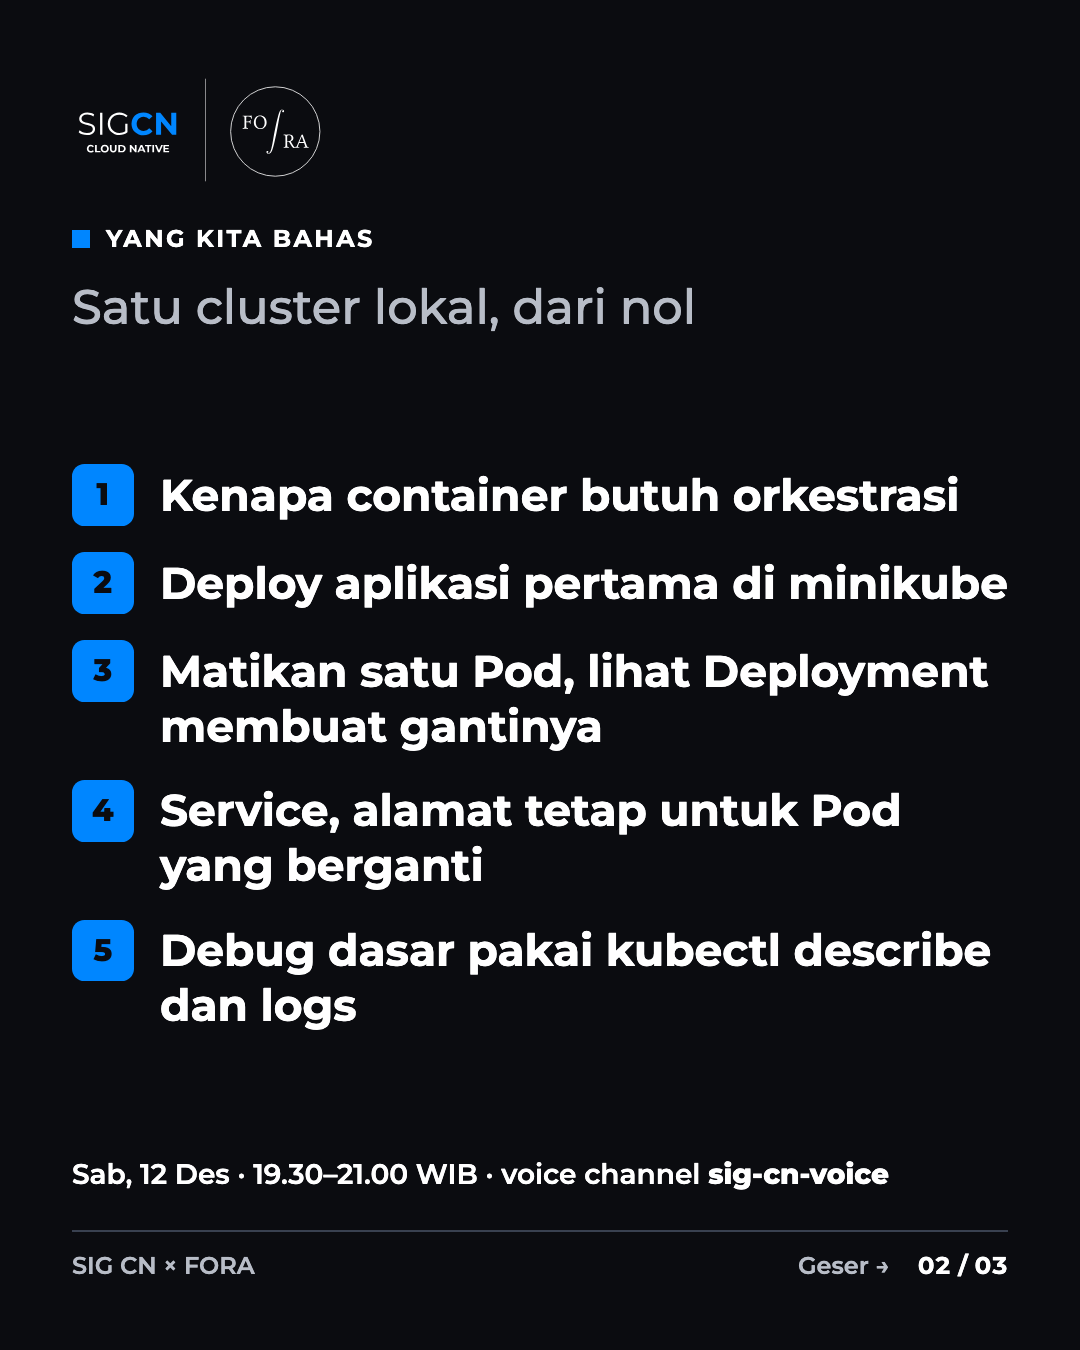 SIGCN
CLOUD NATIVE
FO RA
YANG KITA BAHAS
Satu cluster lokal, dari nol
1 Kenapa container butuh orkestrasi
2 Deploy aplikasi pertama di minikube
3 Matikan satu Pod, lihat Deployment
membuat gantinya
4 Service, alamat tetap untuk Pod
yang berganti
5 Debug dasar pakai kubectl describe
dan logs
Sab, 12 Des · 19.30–21.00 WIB · voice channel sig-cn-voice
SIG CN × FORA
Geser → 02 / 03